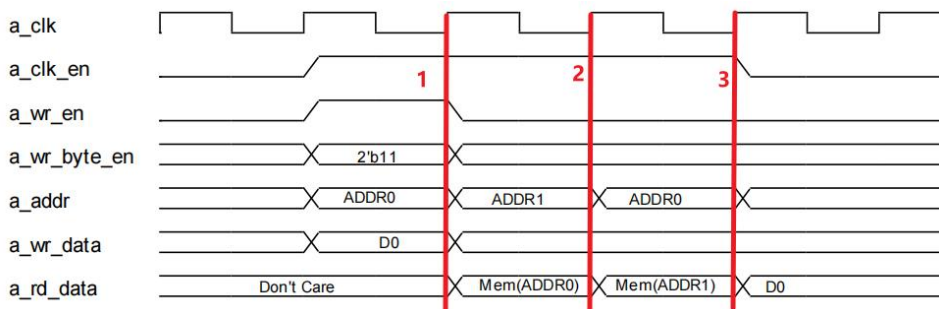 a_clk
a_clk_en 1 2 3
a_wr_en
a_wr_byte_en 2'b11
a_addr ADDR0 ADDR1 ADDR0
a_wr_data D0
a_rd_data Don't Care Mem(ADDR0) Mem(ADDR1) D0